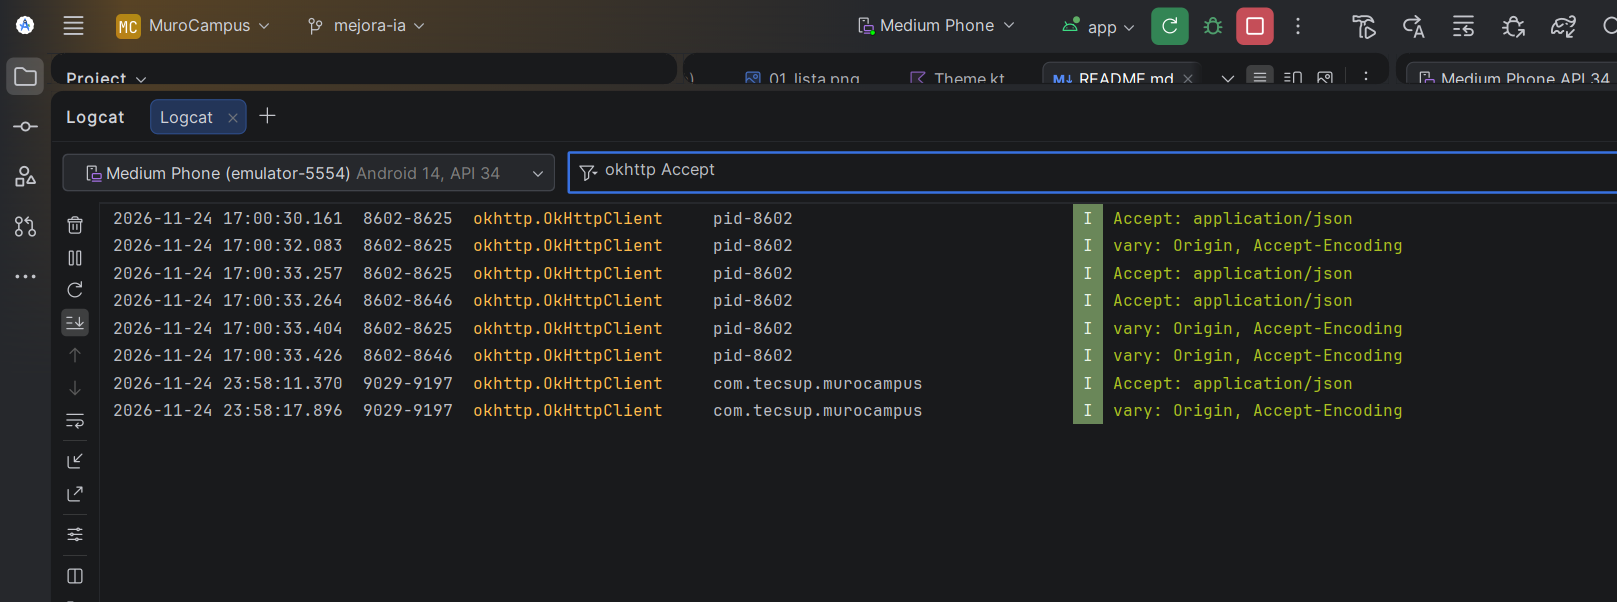 MC MuroCampus mejora-ia Medium Phone app
Project 01_lista.png Theme.kt M↓ README.md Medium Phone API 34
Logcat Logcat
Medium Phone (emulator-5554) Android 14, API 34 okhttp Accept
2026-11-24 17:00:30.161 8602-8625 okhttp.OkHttpClient pid-8602 I Accept: application/json
2026-11-24 17:00:32.083 8602-8625 okhttp.OkHttpClient pid-8602 I vary: Origin, Accept-Encoding
2026-11-24 17:00:33.257 8602-8625 okhttp.OkHttpClient pid-8602 I Accept: application/json
2026-11-24 17:00:33.264 8602-8646 okhttp.OkHttpClient pid-8602 I Accept: application/json
2026-11-24 17:00:33.404 8602-8625 okhttp.OkHttpClient pid-8602 I vary: Origin, Accept-Encoding
2026-11-24 17:00:33.426 8602-8646 okhttp.OkHttpClient pid-8602 I vary: Origin, Accept-Encoding
2026-11-24 23:58:11.370 9029-9197 okhttp.OkHttpClient com.tecsup.murocampus I Accept: application/json
2026-11-24 23:58:17.896 9029-9197 okhttp.OkHttpClient com.tecsup.murocampus I vary: Origin, Accept-Encoding